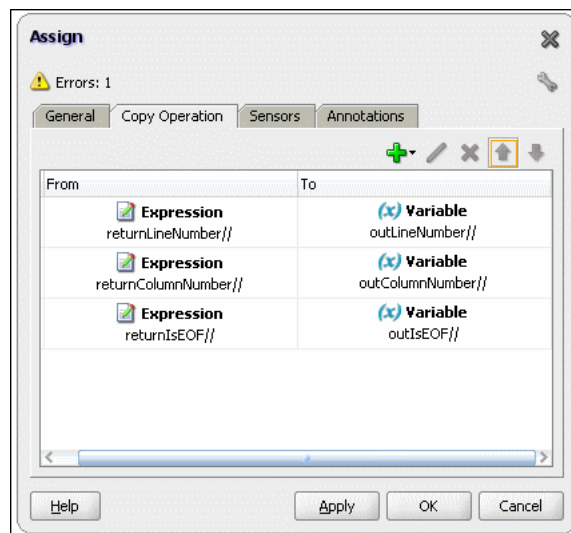 Assign
Errors: 1
General Copy Operation Sensors Annotations
From To
Expression (x) Variable
returnLineNumber// outLineNumber//
Expression (x) Variable
returnColumnNumber// outColumnNumber//
Expression (x) Variable
returnIsEOF// outIsEOF//
Help Apply OK Cancel